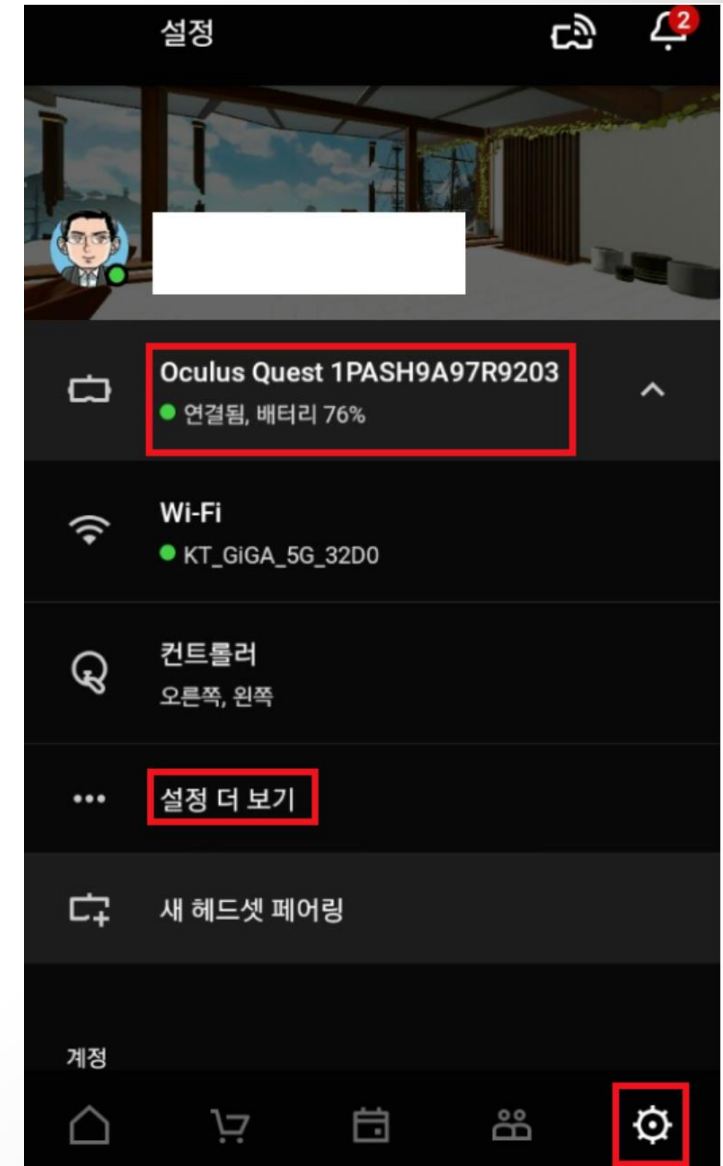 설정
2
Oculus Quest 1PASH9A97R9203
연결됨, 배터리 76%
Wi-Fi
KT_GiGA_5G_32D0
컨트롤러
오른쪽, 왼쪽
설정 더 보기
새 헤드셋 페어링
계정